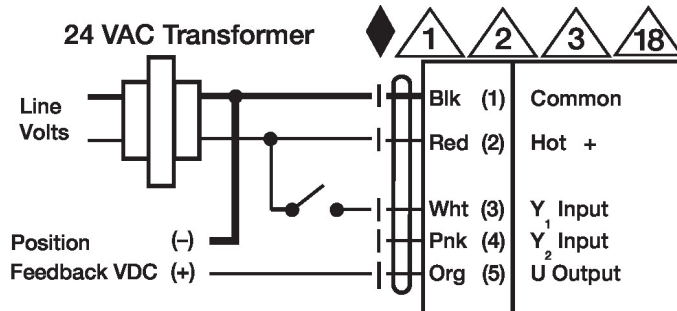 24 VAC Transformer
1 2 3 18
Line
Volts
Blk (1) Common
Red (2) Hot +
Wht (3) Y1 Input
Pnk (4) Y2 Input
Org (5) U Output
Position (–)
Feedback VDC (+)